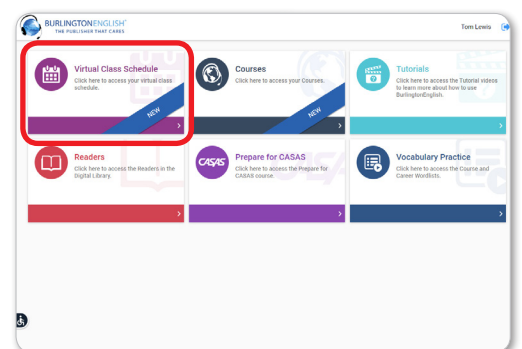 BURLINGTONENGLISH®
THE PUBLISHER THAT CARES
Tom Lewis
Virtual Class Schedule
Click here to access your virtual class
schedule.
NEW
Courses
Click here to access your Courses.
NEW
Tutorials
Click here to access the Tutorial videos
to learn more about how to use
BurlingtonEnglish.
Readers
Click here to access the Readers in the
Digital Library.
CASAS
Prepare for CASAS
Click here to access the Prepare for
CASAS course.
Vocabulary Practice
Click here to access the Course and
Career Wordlists.